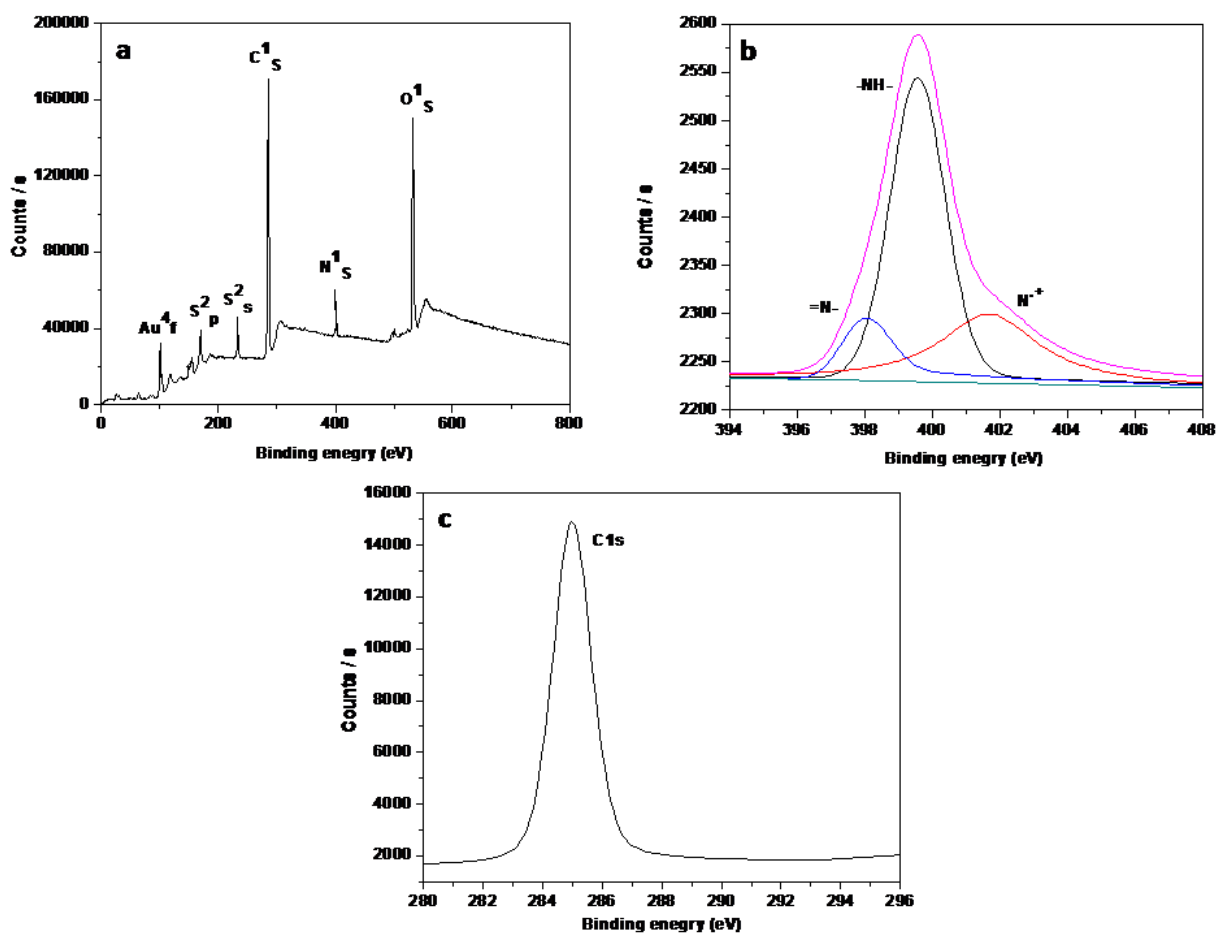 a
C1S
O1S
N1S
S2s
S2p
Au4f
200000
160000
120000
80000
40000
0
0
200
400
600
800
Counts / s
Binding enegry (eV)
b
-NH-
=N-
N·+
2600
2550
2500
2450
2400
2350
2300
2250
2200
394
396
398
400
402
404
406
408
Counts / s
Binding enegry (eV)
c
C1s
16000
14000
12000
10000
8000
6000
4000
2000
280
282
284
286
288
290
292
294
296
Counts / s
Binding enegry (eV)